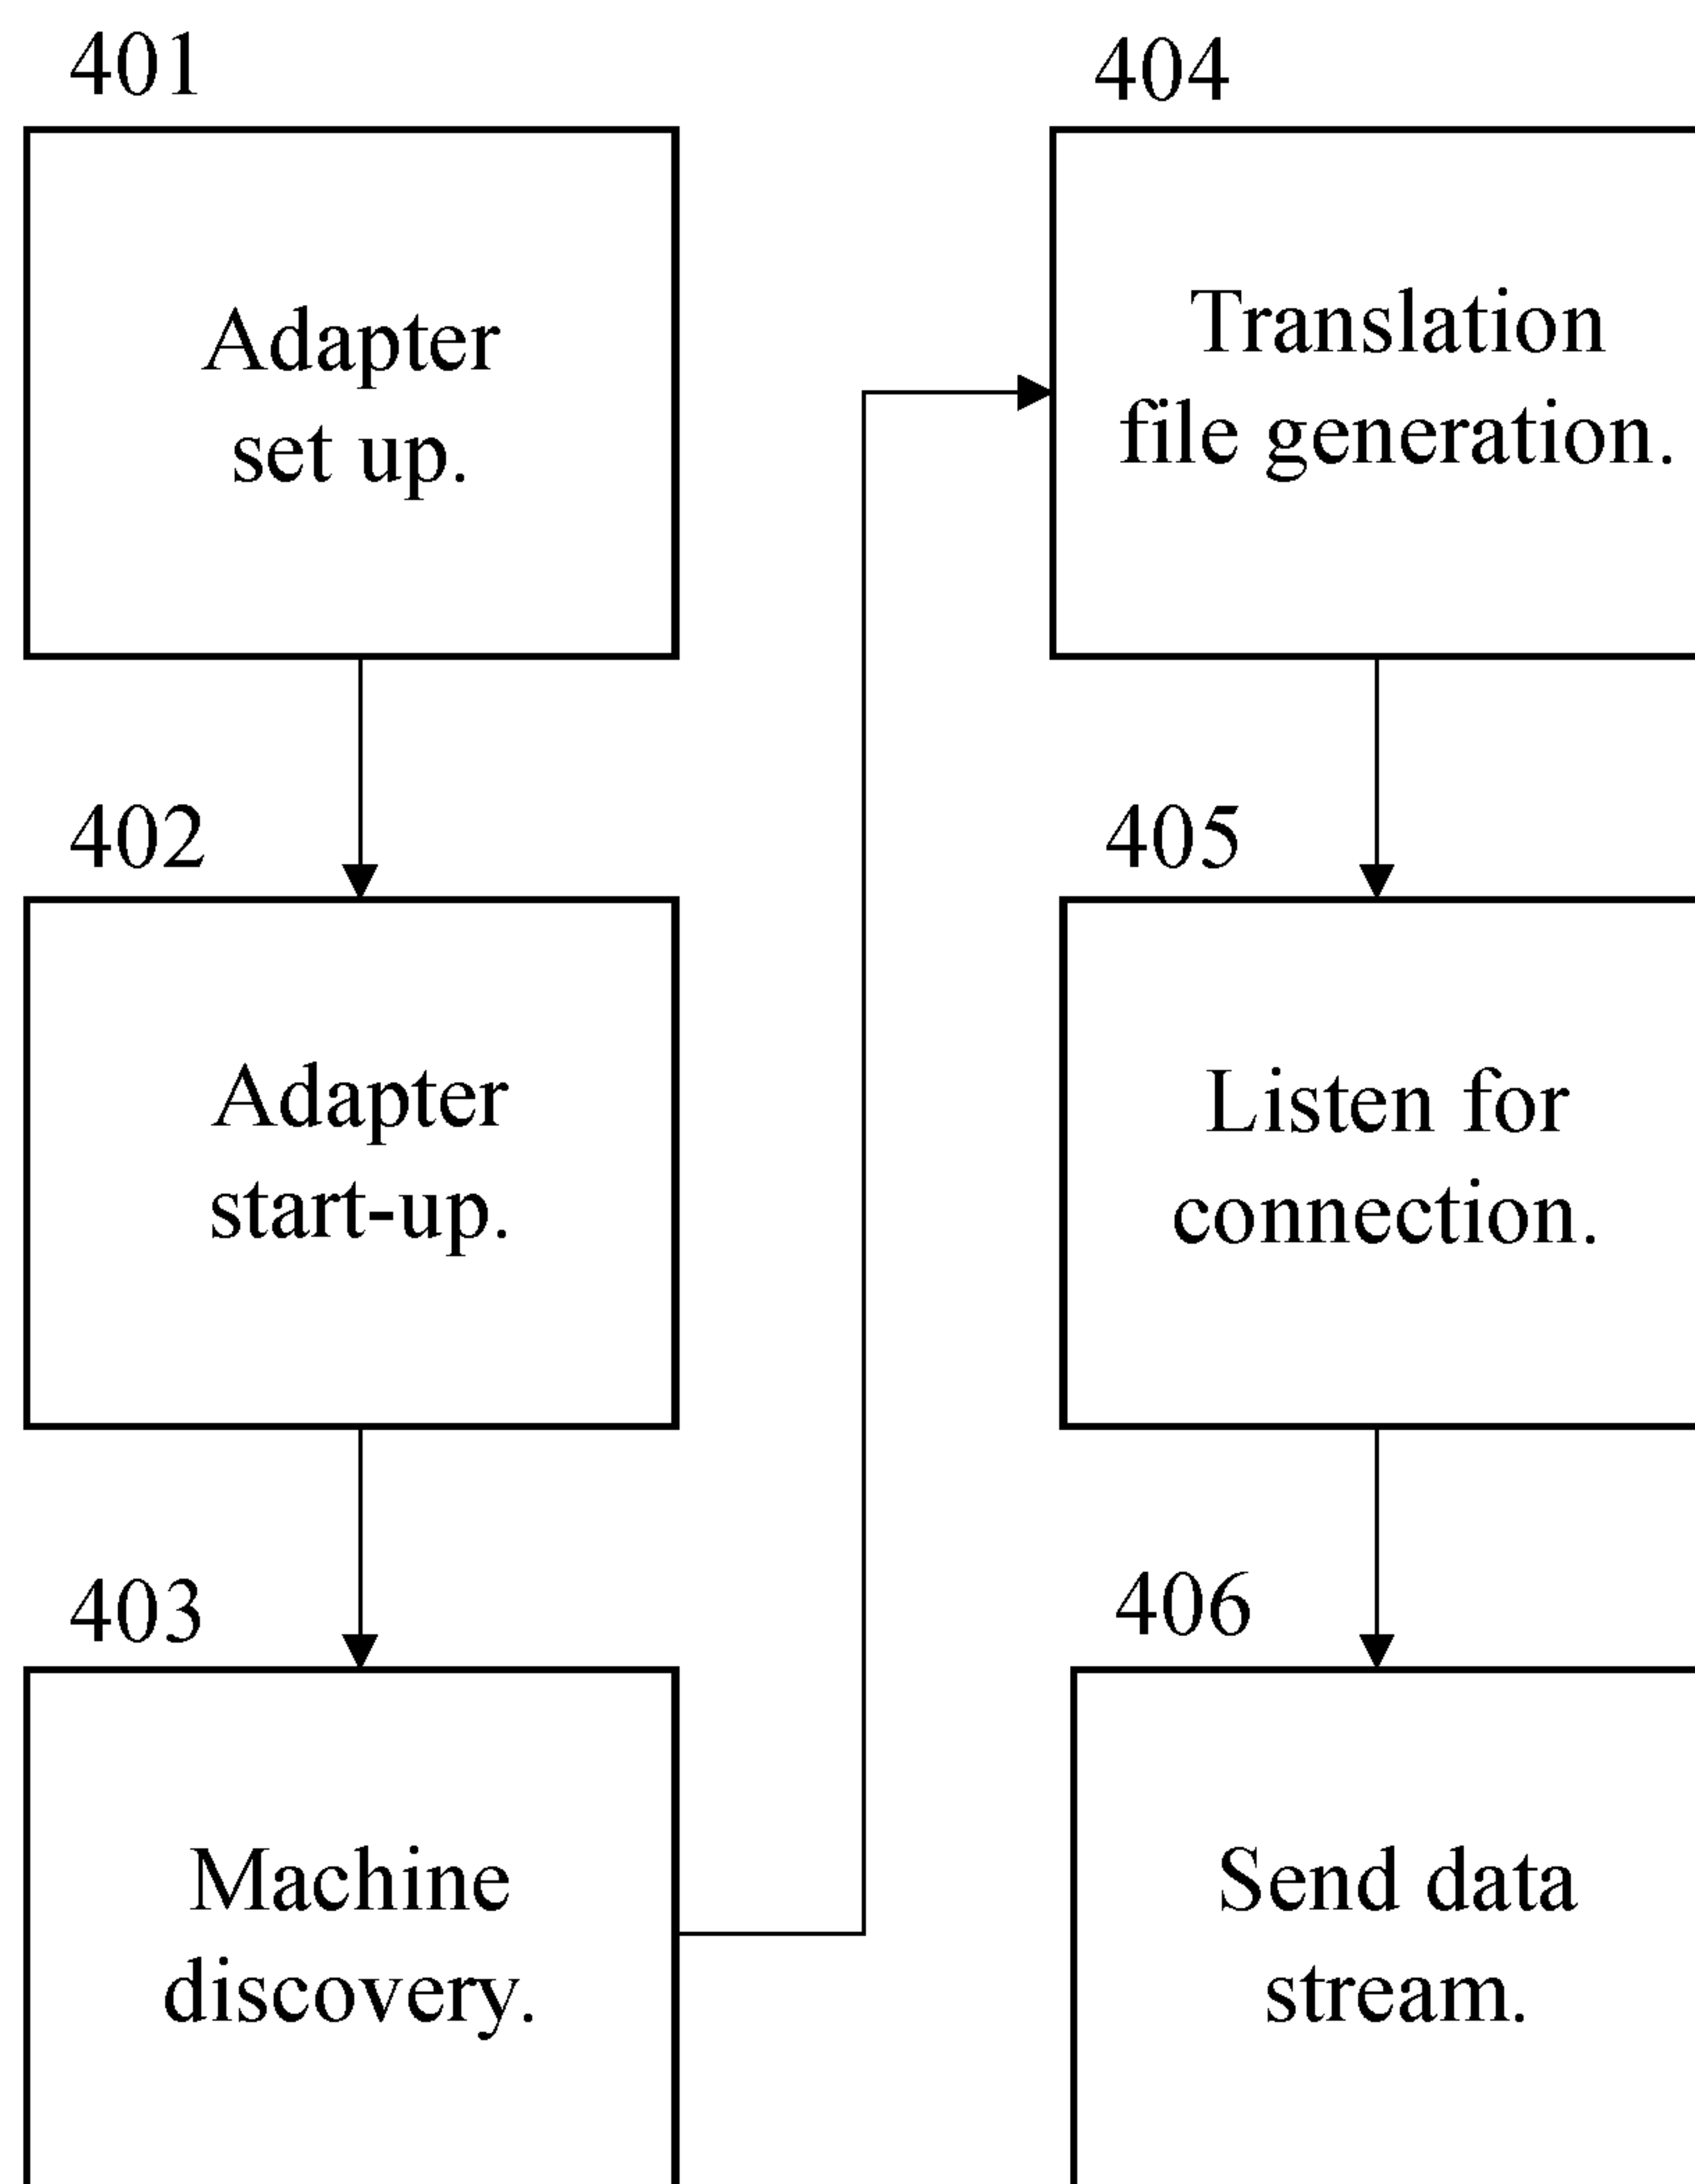 401
Adapter
set up.
402
Adapter
start-up.
403
Machine
discovery.
404
Translation
file generation.
405
Listen for
connection.
406
Send data
stream.